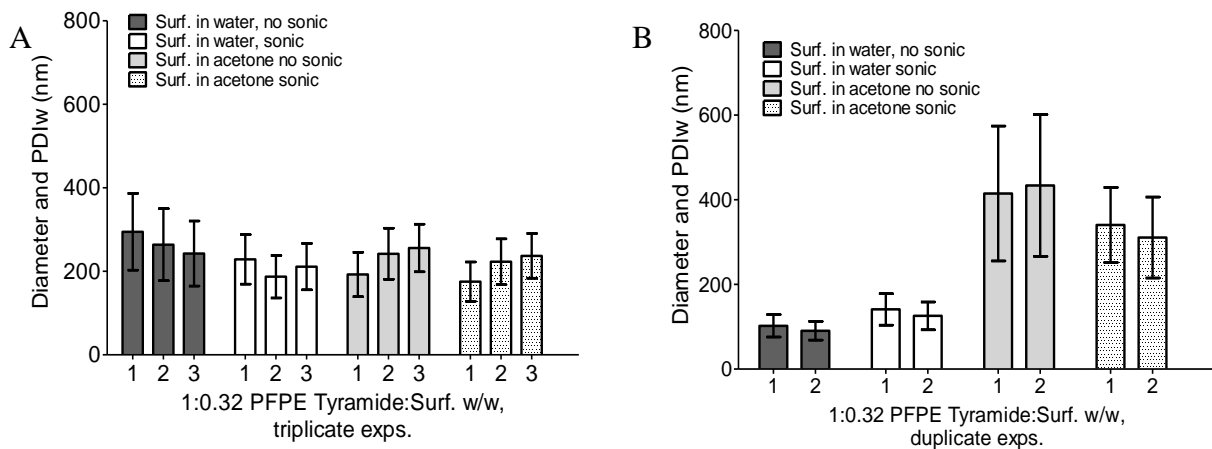 A
Diameter and PDIw (nm)
800
600
400
200
0
Surf. in water, no sonic
Surf. in water, sonic
Surf. in acetone no sonic
Surf. in acetone sonic
1 2 3 1 2 3 1 2 3 1 2 3
1:0.32 PFPE Tyramide:Surf. w/w,
triplicate exps.
B
Diameter and PDIw (nm)
800
600
400
200
0
Surf. in water, no sonic
Surf. in water sonic
Surf. in acetone no sonic
Surf. in acetone sonic
1 2 1 2 1 2 1 2
1:0.32 PFPE Tyramide:Surf. w/w,
duplicate exps.